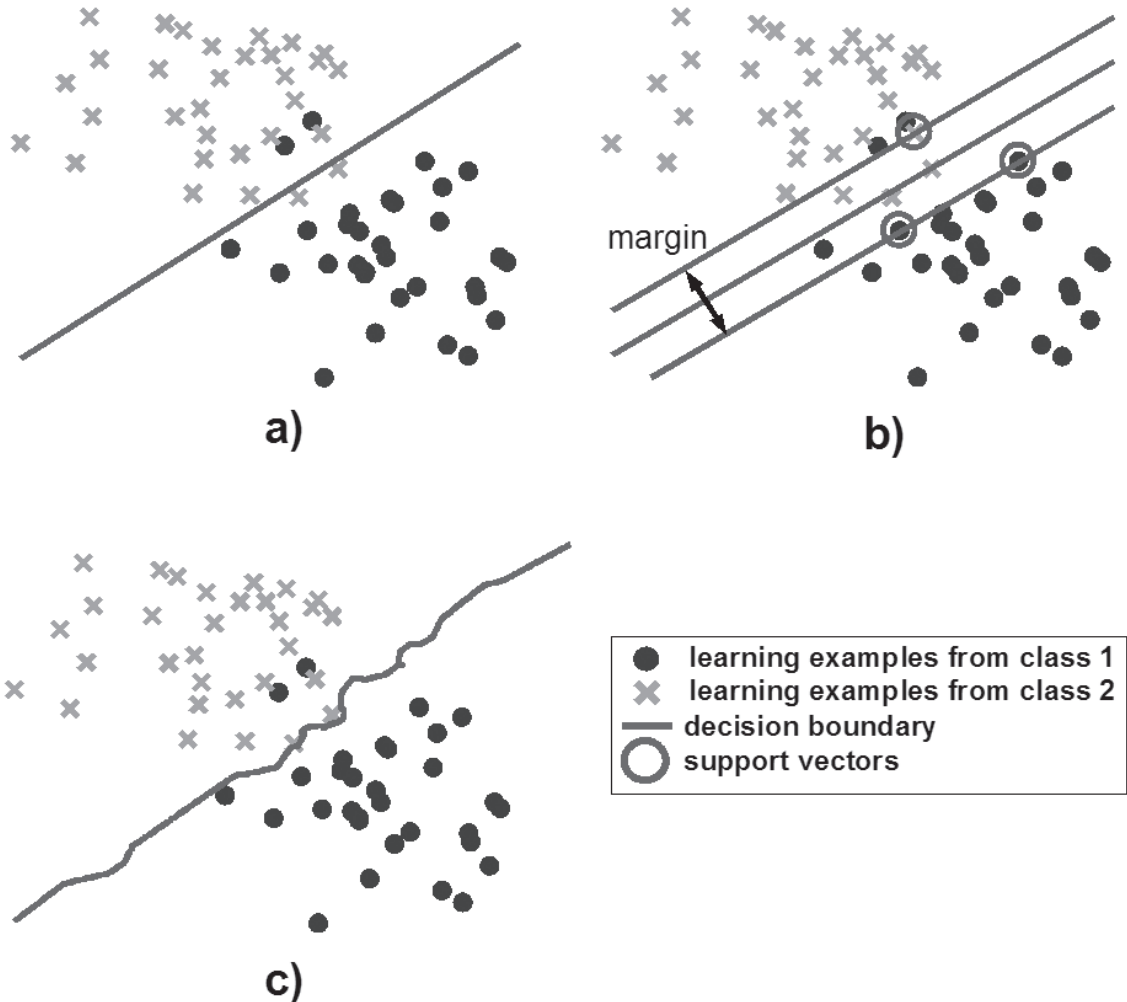 margin
a)
b)
c)
learning examples from class 1
learning examples from class 2
decision boundary
support vectors